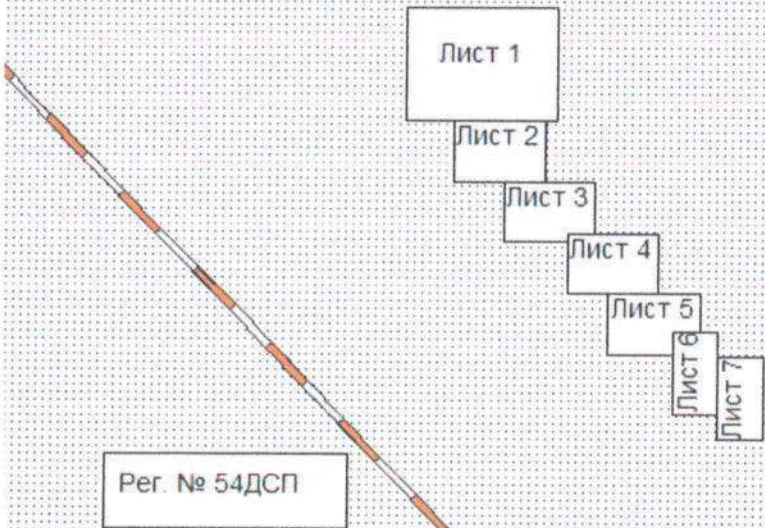 Лист 1
Лист 2
Лист 3
Лист 4
Лист 5
Лист 6
Лист 7
Рег. № 54ДСП